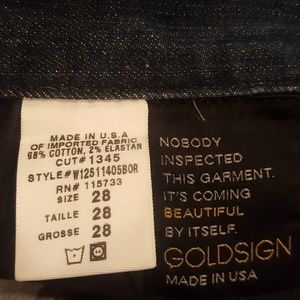 MADE IN U.S.A
OF IMPORTED FABRIC
98% COTTON, 2% ELASTAN
CUT# 1345
STYLE# W12511405BOR
RN# 115733
SIZE 28
TAILLE 28
GROSSE 28
NOBODY
INSPECTED
THIS GARMENT.
IT'S COMING
BEAUTIFUL
BY ITSELF.
GOLDSIGN
MADE IN USA